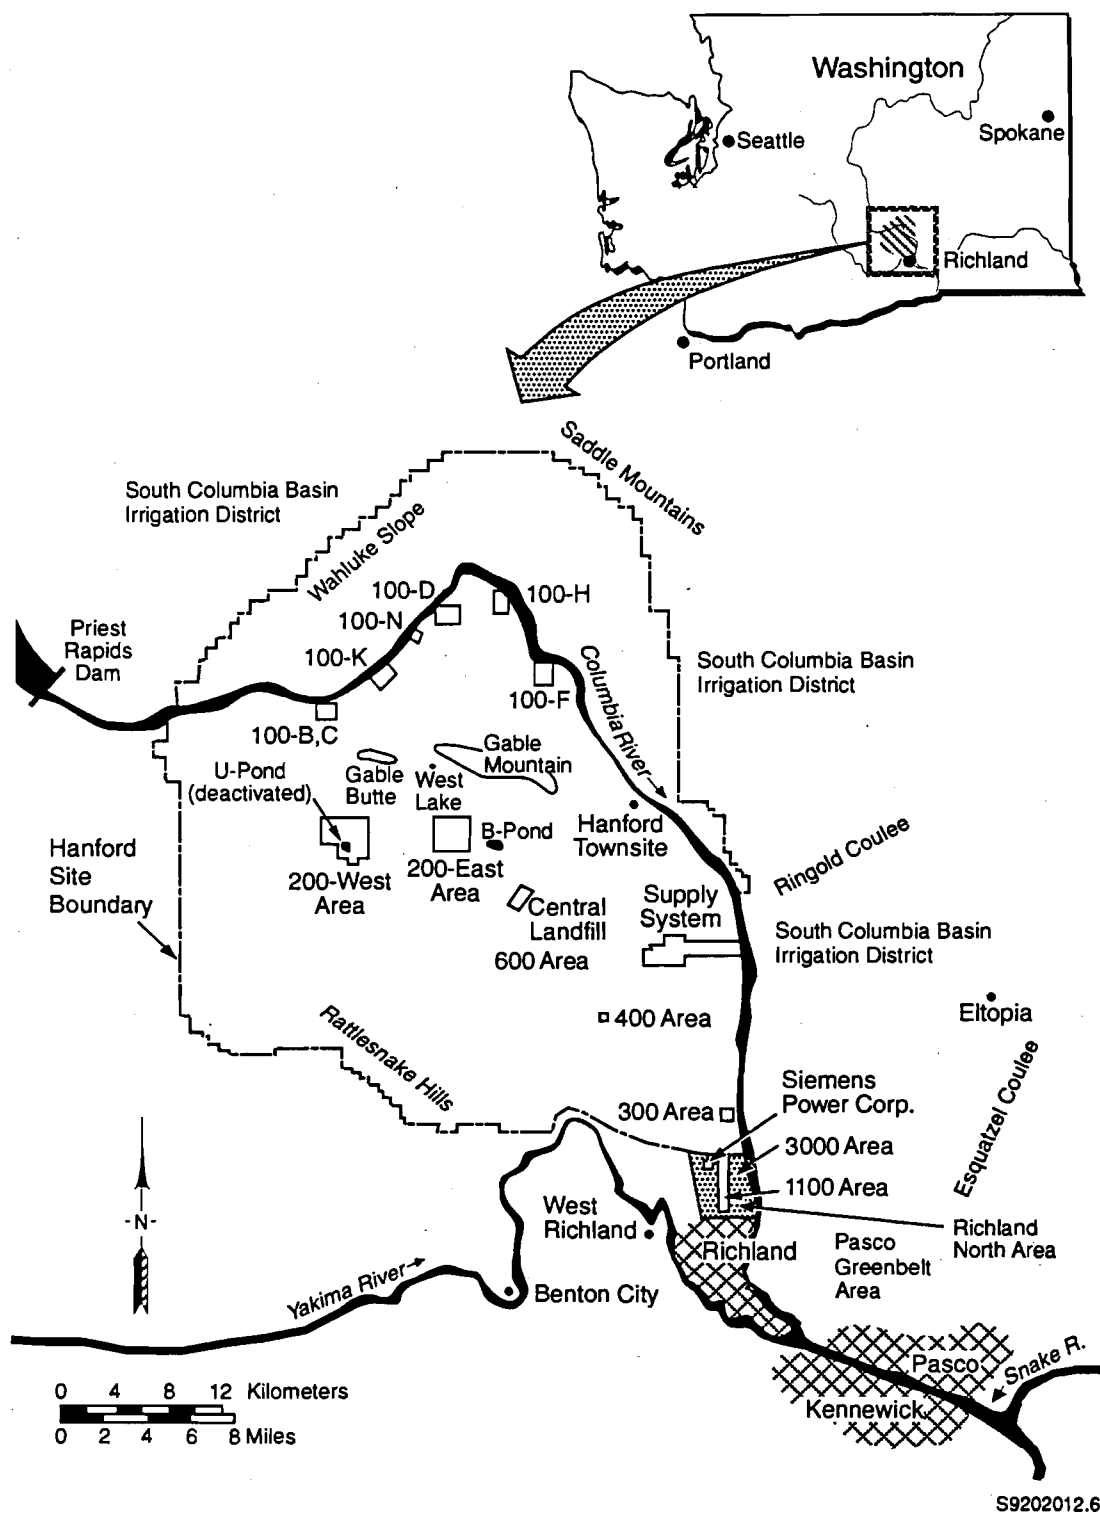 Washington
Spokane
Seattle
Richland
Portland
Saddle Mountains
South Columbia Basin
Irrigation District
Wahluke Slope
100-D
100-H
100-N
Priest
Rapids
Dam
100-K
Columbia River
South Columbia Basin
Irrigation District
100-F
100-B,C
Gable
Mountain
U-Pond
(deactivated)
Gable
Butte
West
Lake
B-Pond
Hanford
Townsite
Ringold Coulee
Hanford
Site
Boundary
200-West
Area
200-East
Area
Supply
System
Central
Landfill
South Columbia Basin
Irrigation District
600 Area
Eltopia
400 Area
Rattlesnake Hills
Esquatzel Coulee
Siemens
Power Corp.
300 Area
3000 Area
1100 Area
-N-
West
Richland
Richland
Richland
North Area
Pasco
Greenbelt
Area
Yakima River
Benton City
Pasco
Snake R.
Kennewick
0 4 8 12 Kilometers
0 2 4 6 8 Miles
S9202012.6